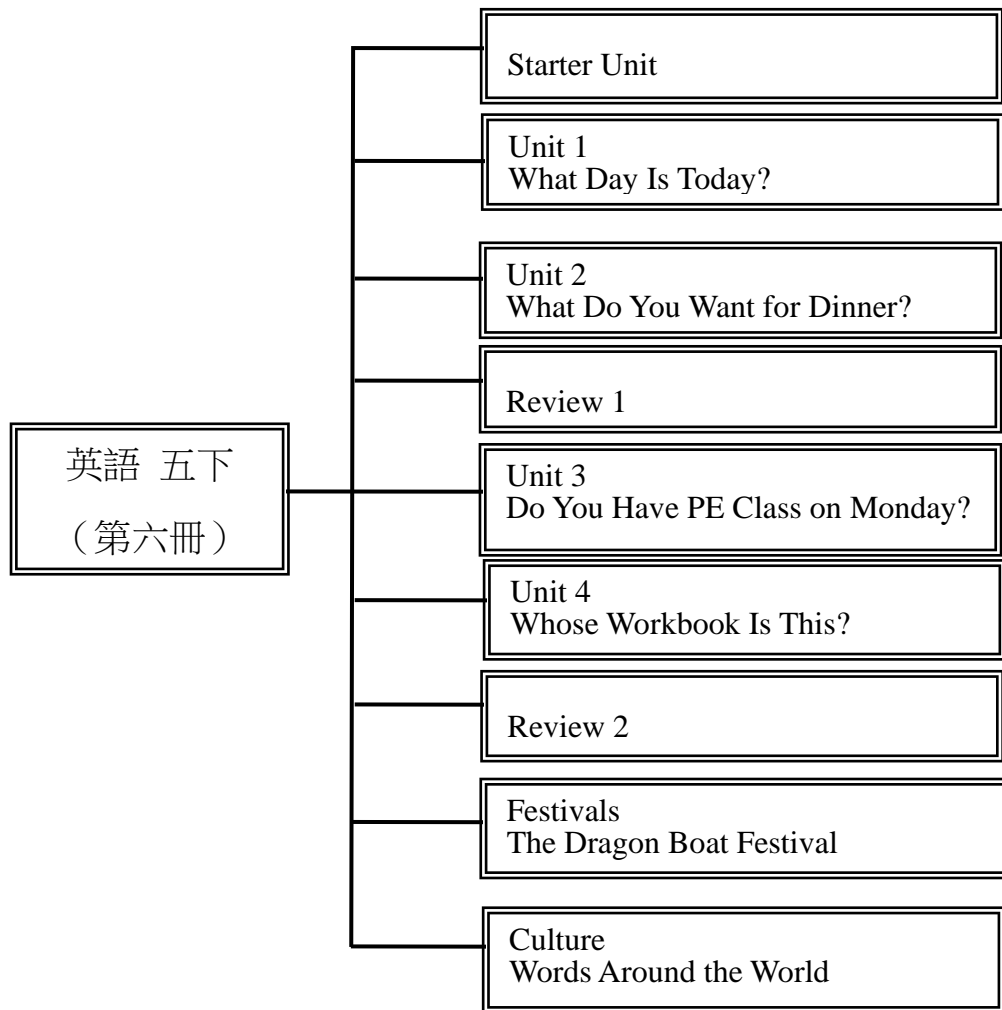 英語 五下
（第六冊）
Starter Unit
Unit 1
What Day Is Today?
Unit 2
What Do You Want for Dinner?
Review 1
Unit 3
Do You Have PE Class on Monday?
Unit 4
Whose Workbook Is This?
Review 2
Festivals
The Dragon Boat Festival
Culture
Words Around the World